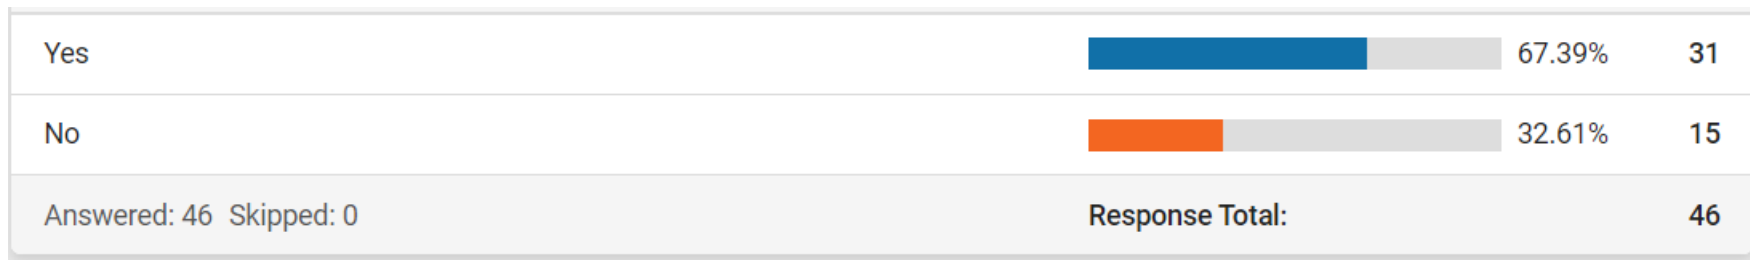 Yes 67.39% 31
No 32.61% 15
Answered: 46 Skipped: 0 Response Total: 46